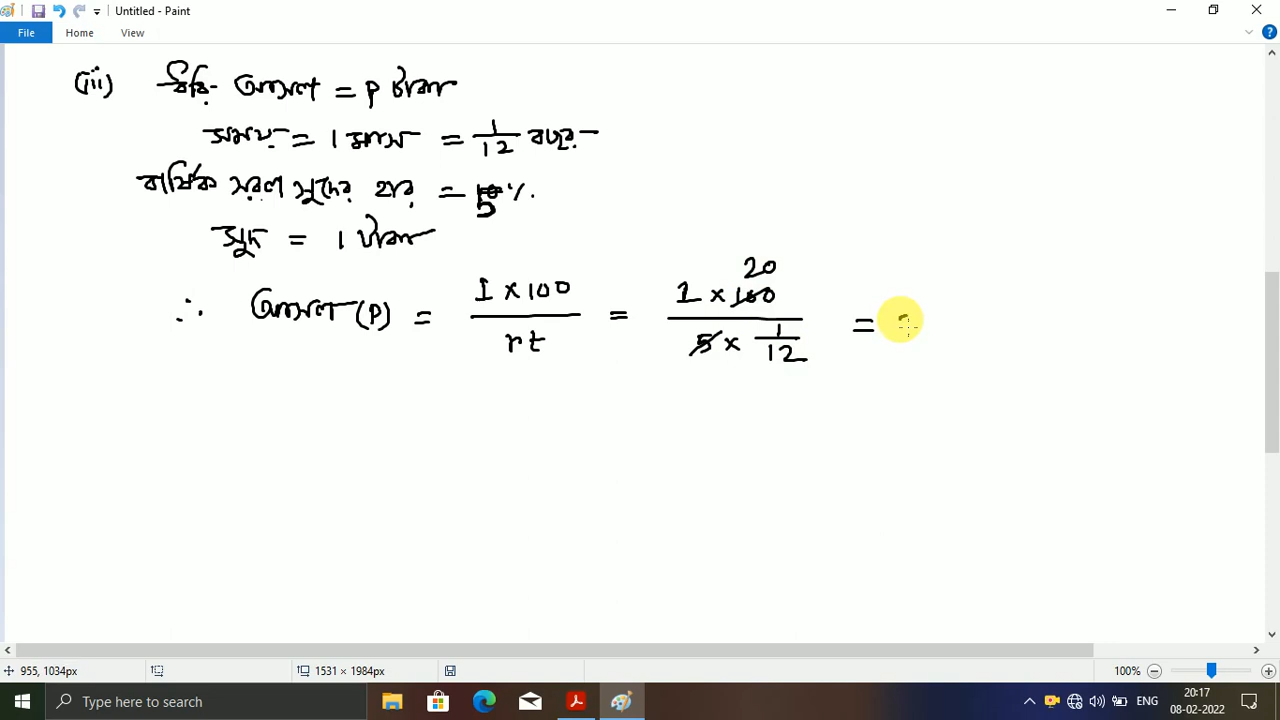 Untitled - Paint
File Home View
(iii) ধরি আসল = P টাকা
সময় = 1 মাস = 1/12 বছর
বার্ষিক সরল সুদের হার = 5%.
সুদ = 1 টাকা
∴ আসল (P) = I × 100 / rt = 1 × 100 / 5 × 1/12 =
20
955, 1034px 1531 × 1984px 100%
Type here to search ENG 20:17
08-02-2022